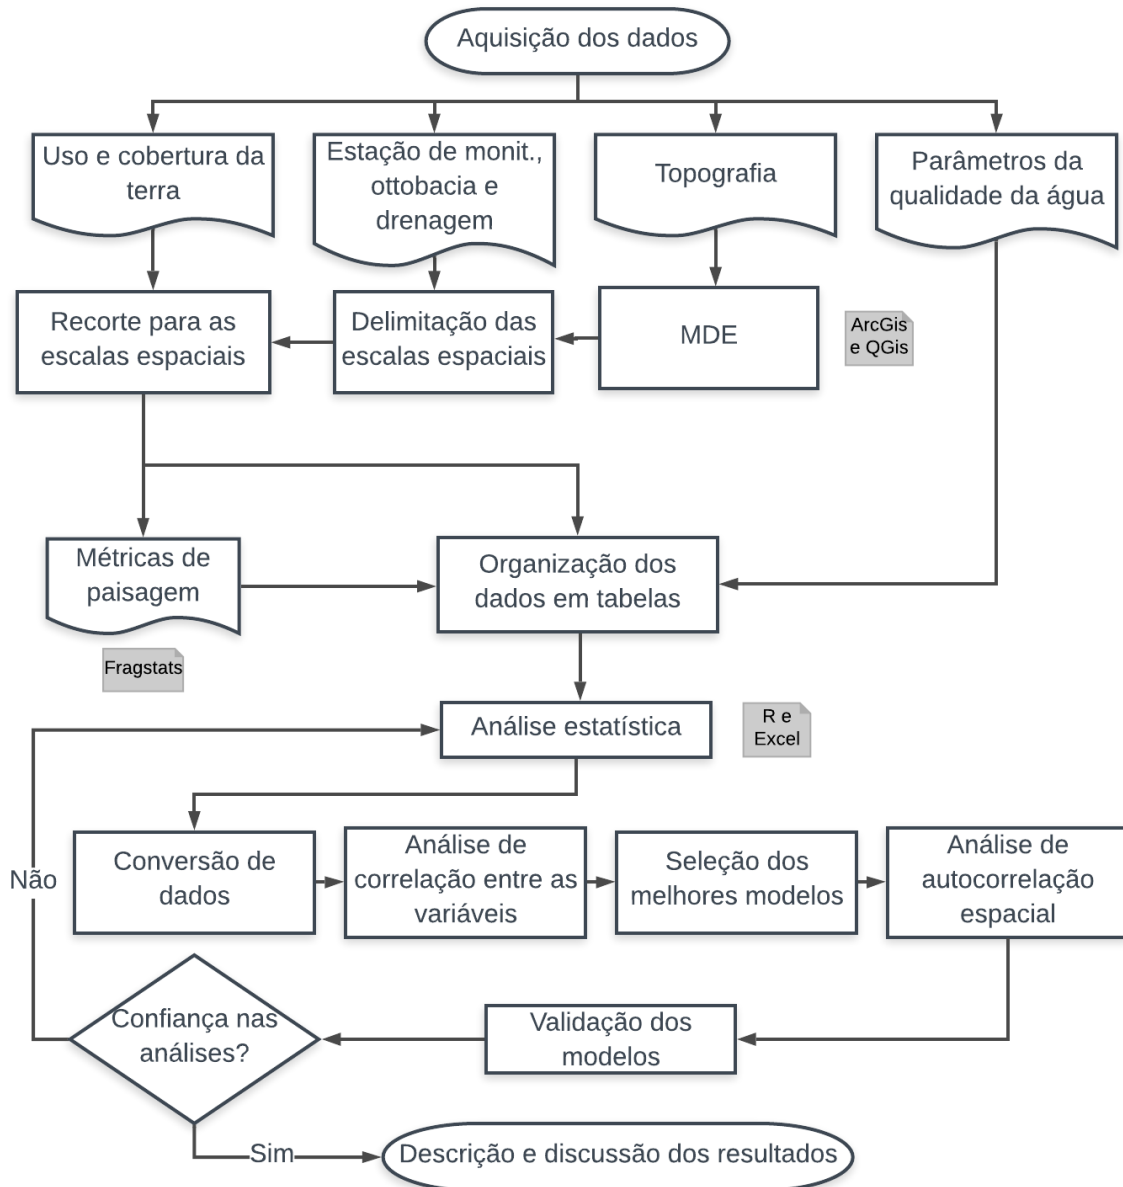 Aquisição dos dados
Uso e cobertura da
terra
Estação de monit.,
ottobacia e
drenagem
Topografia
Parâmetros da
qualidade da água
Recorte para as
escalas espaciais
Delimitação das
escalas espaciais
MDE
ArcGis
e QGis
Métricas de
paisagem
Organização dos
dados em tabelas
Fragstats
Análise estatística
R e
Excel
Não
Conversão de
dados
Análise de
correlação entre as
variáveis
Seleção dos
melhores modelos
Análise de
autocorrelação
espacial
Confiança nas
análises?
Validação dos
modelos
Sim
Descrição e discussão dos resultados